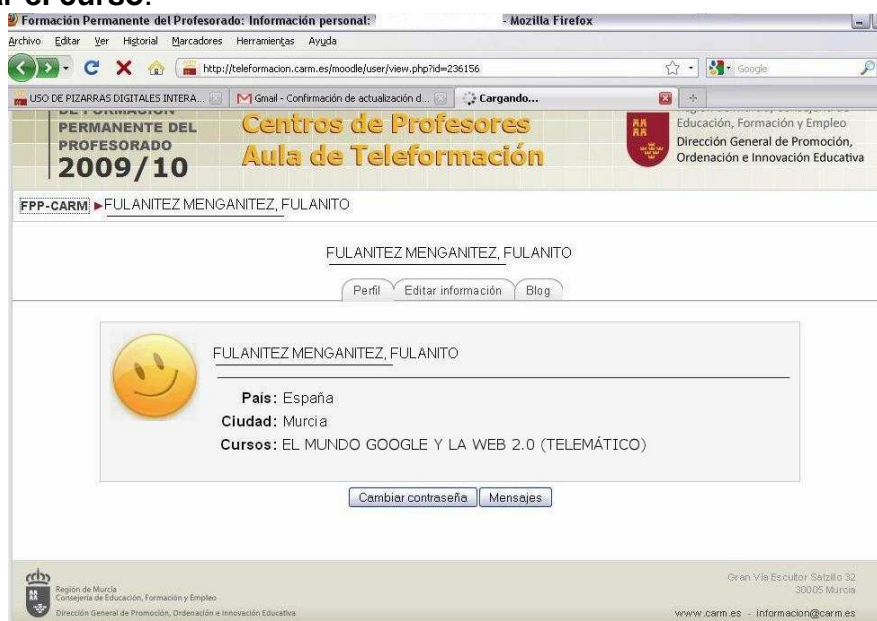 ar el curso.
Formación Permanente del Profesorado: Información personal: - Mozilla Firefox
Archivo Editar Ver Historial Marcadores Herramientas Ayuda
http://teleformacion.carm.es/moodle/user/view.php?id=236156
Google
USO DE PIZARRAS DIGITALES INTERA... Gmail - Confirmación de actualización d... Cargando...
DE FORMACIÓN
PERMANENTE DEL
PROFESORADO
2009/10
Centros de Profesores
Aula de Teleformación
Educación, Formación y Empleo
Dirección General de Promoción,
Ordenación e Innovación Educativa
FPP-CARM ►FULANITEZ MENGANITEZ, FULANITO
FULANITEZ MENGANITEZ, FULANITO
Perfil Editar información Blog
FULANITEZ MENGANITEZ, FULANITO
País: España
Ciudad: Murcia
Cursos: EL MUNDO GOOGLE Y LA WEB 2.0 (TELEMÁTICO)
Cambiar contraseña Mensajes
Región de Murcia
Consejería de Educación, Formación y Empleo
Dirección General de Promoción, Ordenación e Innovación Educativa
Gran Vía Escultor Salzillo 32
30005 Murcia
www.carm.es - informacion@carm.es